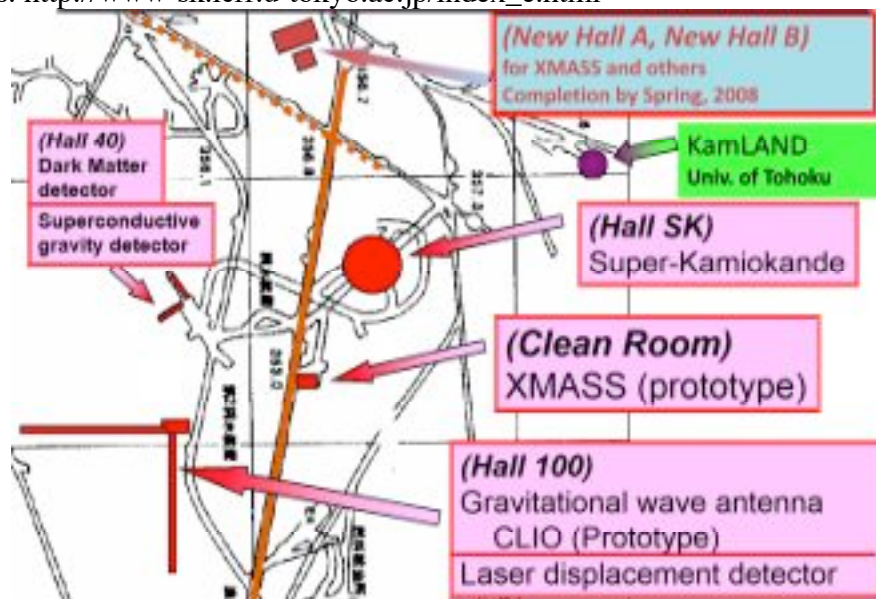 (New Hall A, New Hall B)
for XMASS and others
Completion by Spring, 2008
(Hall 40)
Dark Matter
detector
KamLAND
Univ. of Tohoku
Superconductive
gravity detector
(Hall SK)
Super-Kamiokande
(Clean Room)
XMASS (prototype)
(Hall 100)
Gravitational wave antenna
CLIO (Prototype)
Laser displacement detector